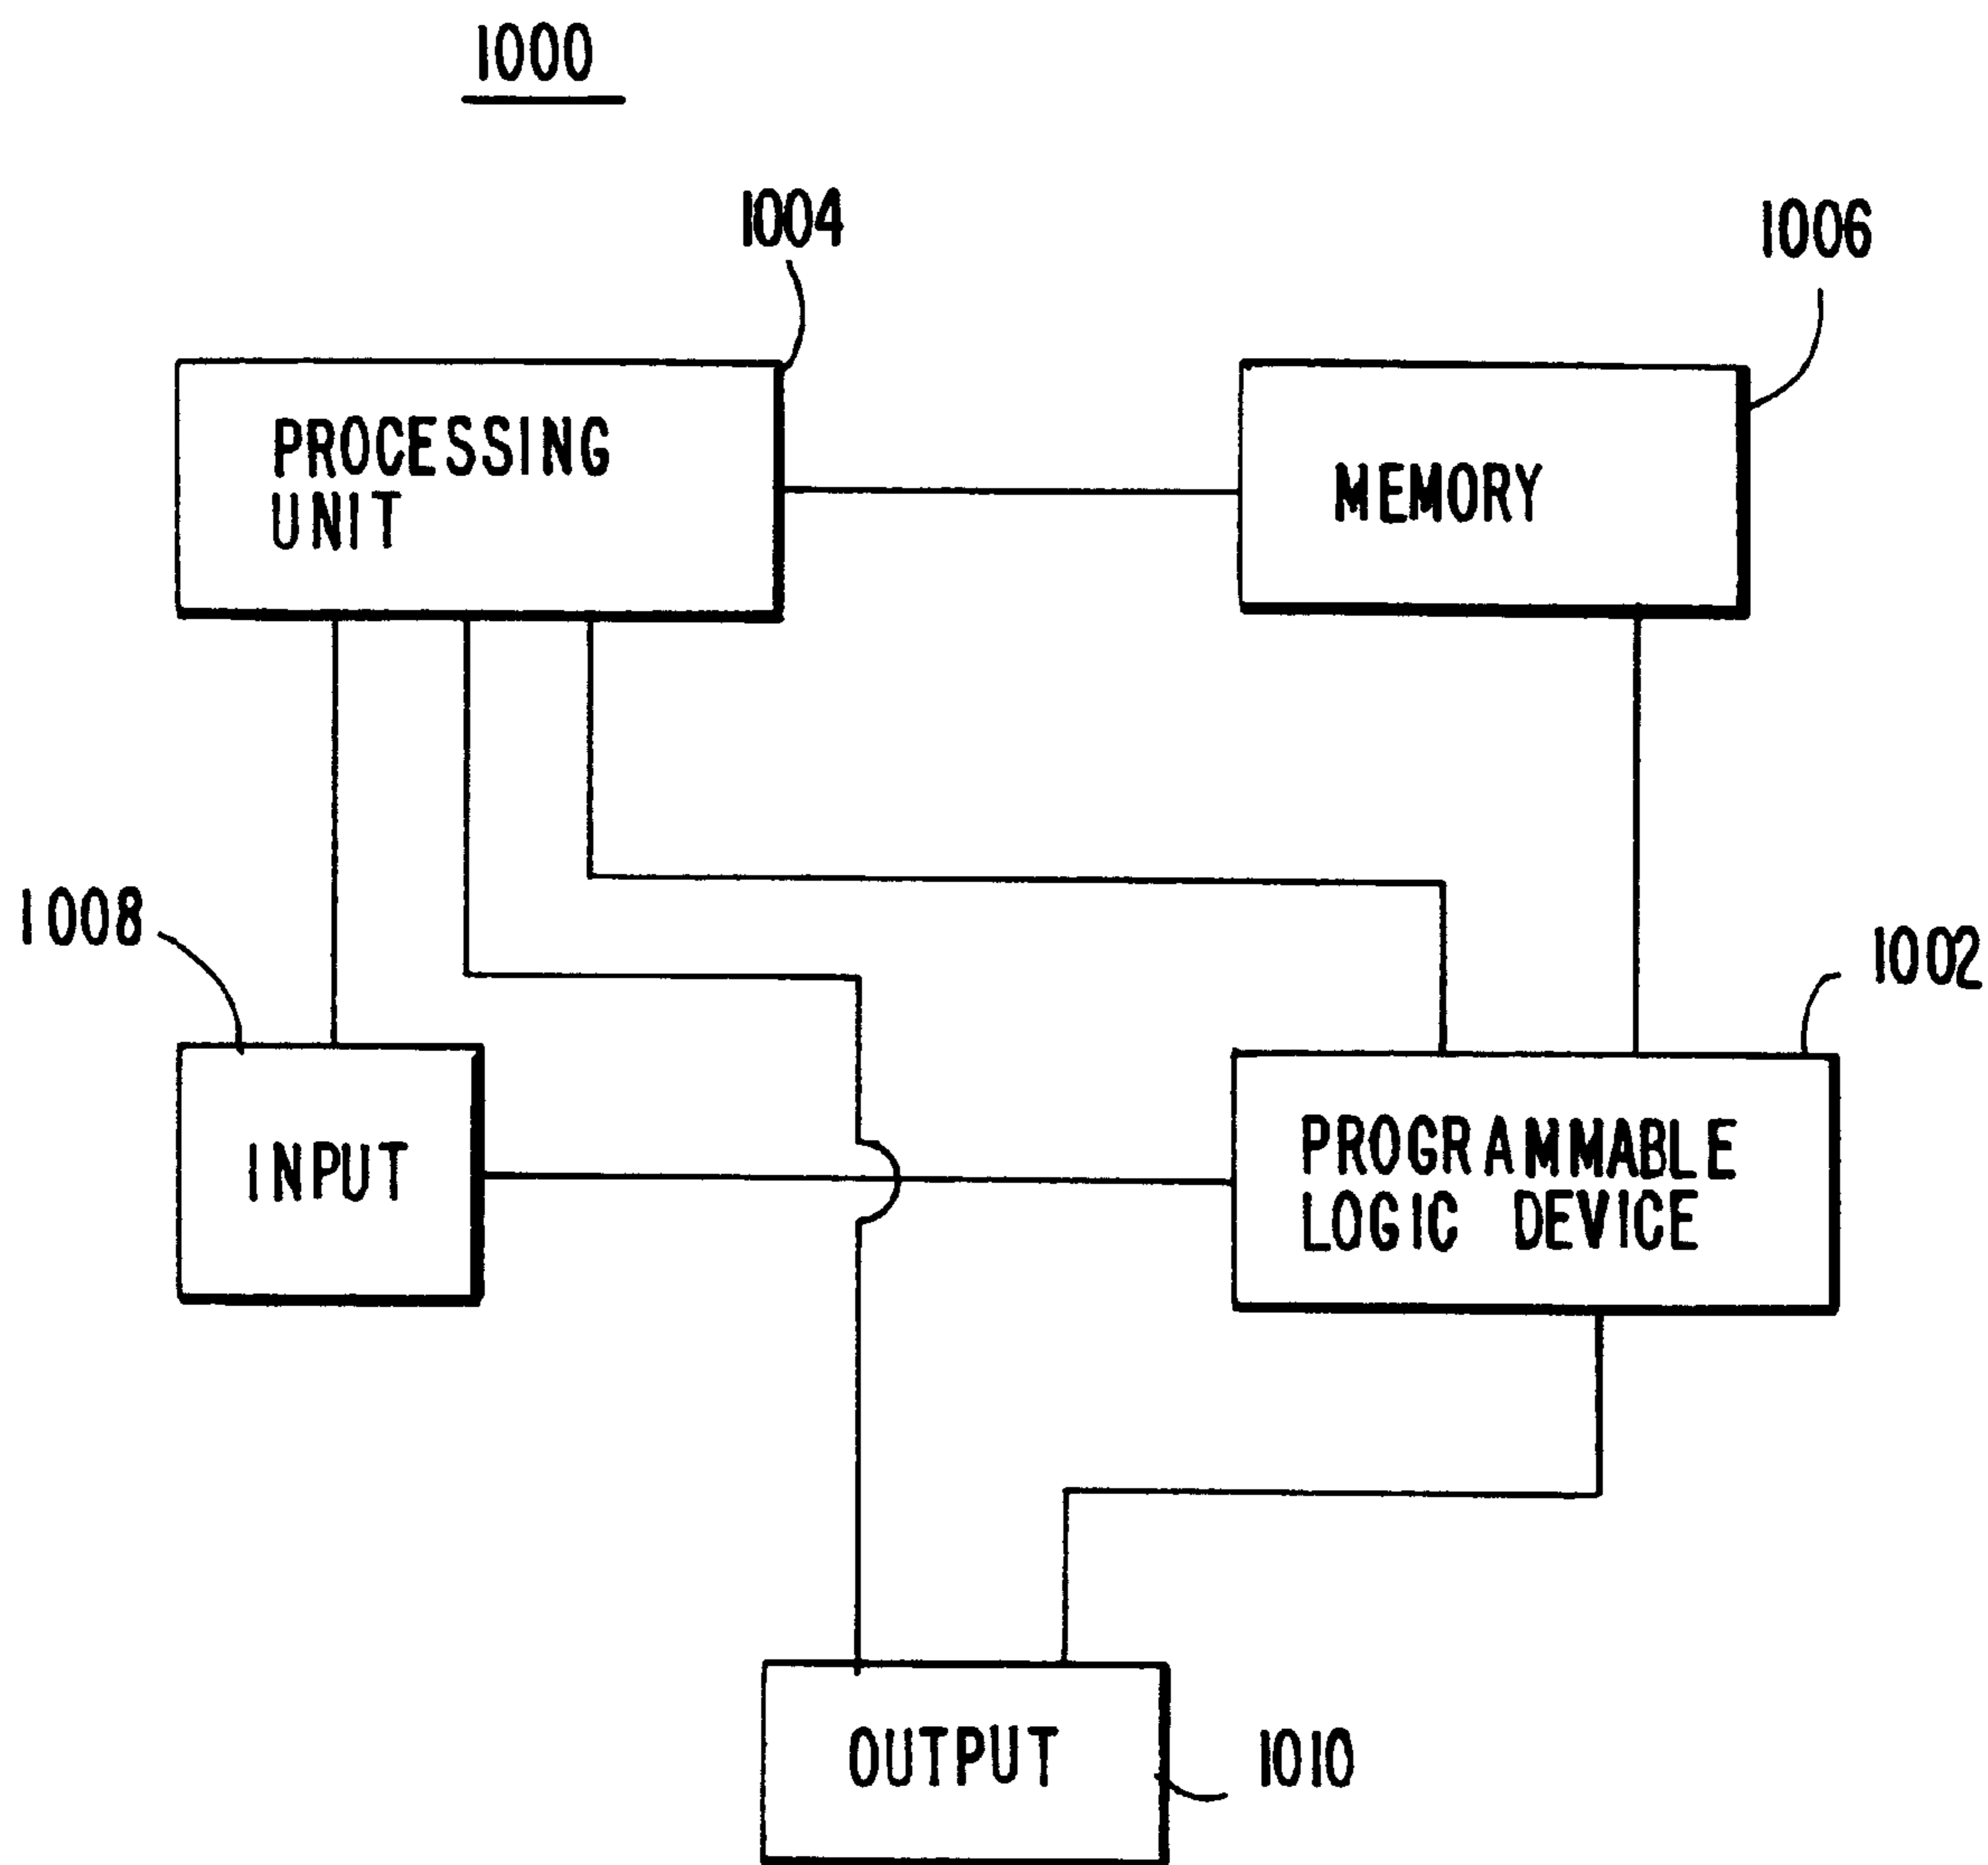 1000
1004
1006
PROCESSING
UNIT
MEMORY
1008
1002
INPUT
PROGRAMMABLE
LOGIC DEVICE
OUTPUT
1010